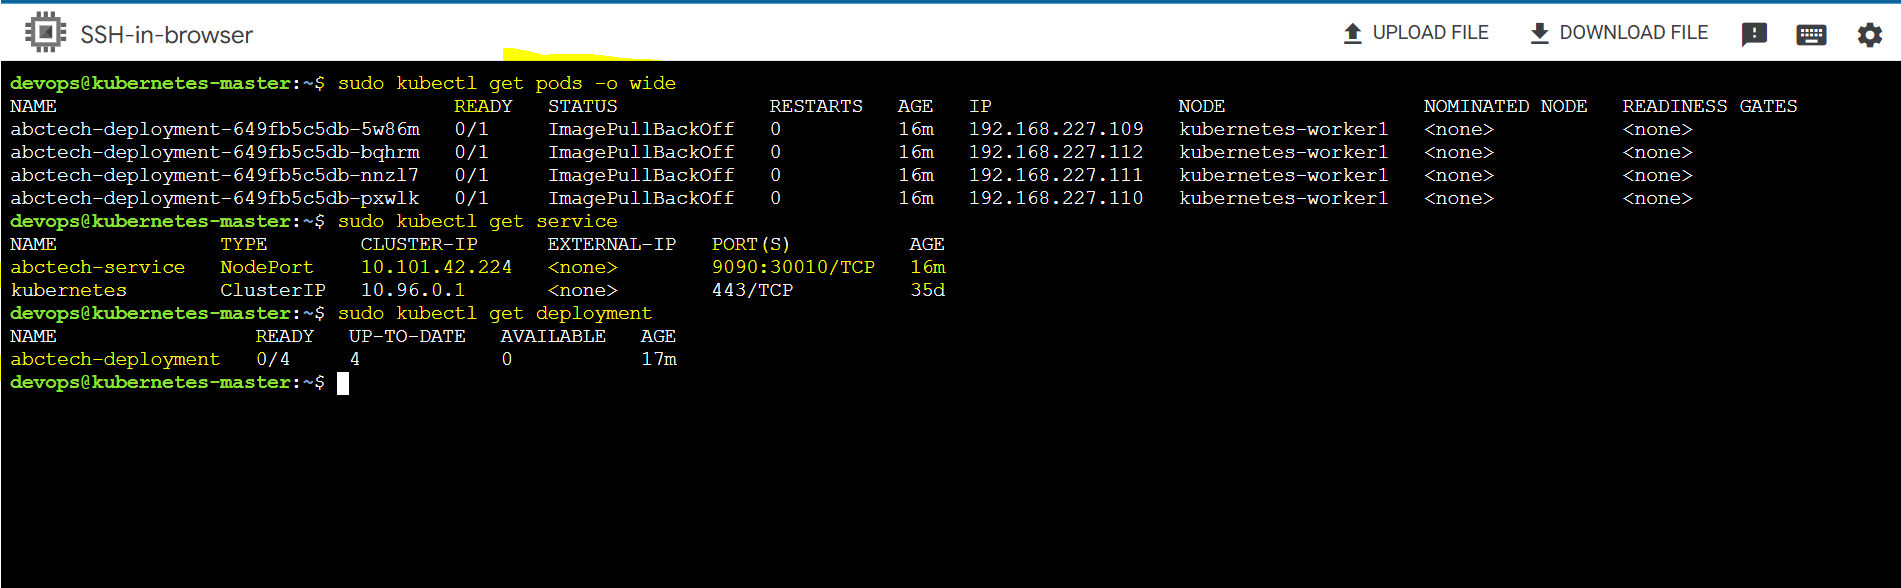 SSH-in-browser UPLOAD FILE DOWNLOAD FILE
devops@kubernetes-master:~$ sudo kubectl get pods -o wide
NAME READY STATUS RESTARTS AGE IP NODE NOMINATED NODE READINESS GATES
abctech-deployment-649fb5c5db-5w86m 0/1 ImagePullBackOff 0 16m 192.168.227.109 kubernetes-worker1 <none> <none>
abctech-deployment-649fb5c5db-bqhrm 0/1 ImagePullBackOff 0 16m 192.168.227.112 kubernetes-worker1 <none> <none>
abctech-deployment-649fb5c5db-nnzl7 0/1 ImagePullBackOff 0 16m 192.168.227.111 kubernetes-worker1 <none> <none>
abctech-deployment-649fb5c5db-pxwlk 0/1 ImagePullBackOff 0 16m 192.168.227.110 kubernetes-worker1 <none> <none>
devops@kubernetes-master:~$ sudo kubectl get service
NAME TYPE CLUSTER-IP EXTERNAL-IP PORT(S) AGE
abctech-service NodePort 10.101.42.224 <none> 9090:30010/TCP 16m
kubernetes ClusterIP 10.96.0.1 <none> 443/TCP 35d
devops@kubernetes-master:~$ sudo kubectl get deployment
NAME READY UP-TO-DATE AVAILABLE AGE
abctech-deployment 0/4 4 0 17m
devops@kubernetes-master:~$